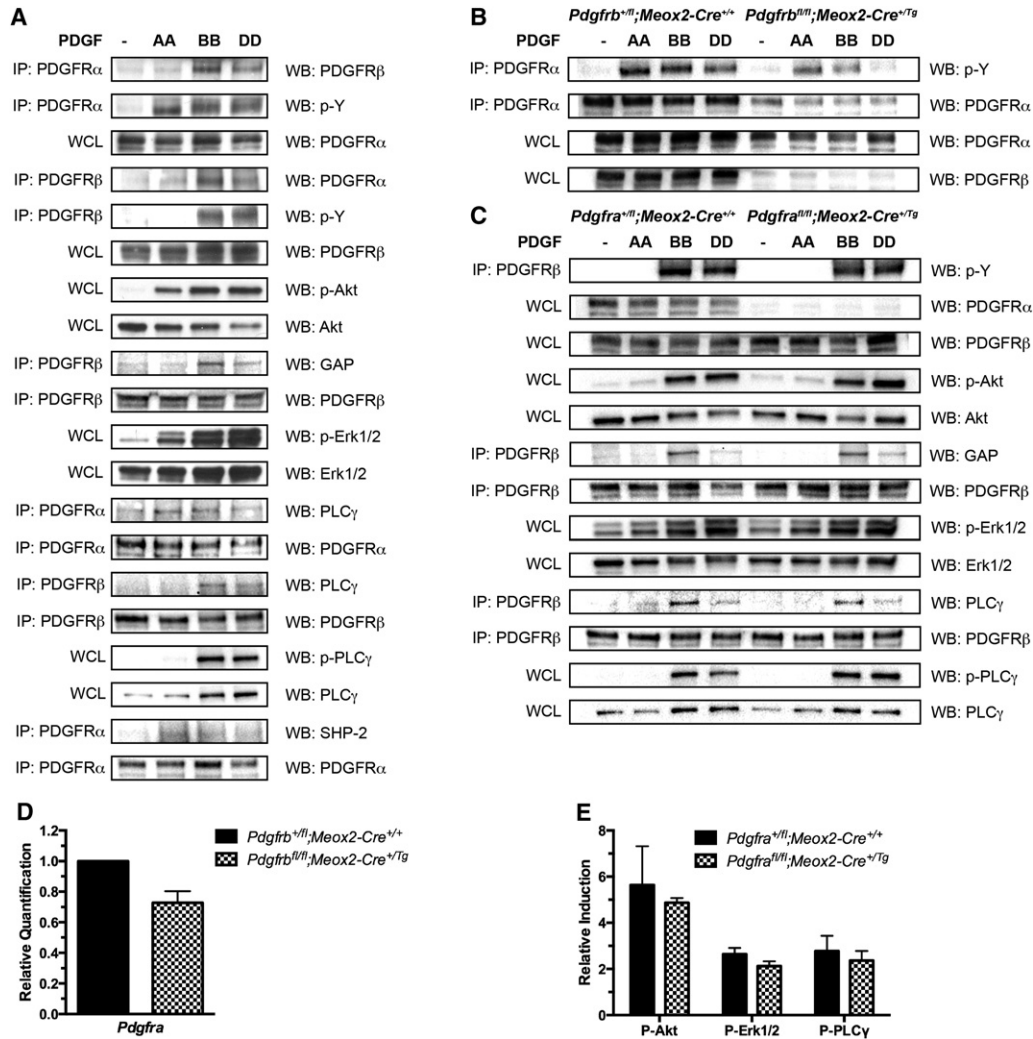 A
PDGF - AA BB DD
IP: PDGFRα WB: PDGFRβ
IP: PDGFRα WB: p-Y
WCL WB: PDGFRα
IP: PDGFRβ WB: PDGFRα
IP: PDGFRβ WB: p-Y
WCL WB: PDGFRβ
WCL WB: p-Akt
WCL WB: Akt
IP: PDGFRβ WB: GAP
IP: PDGFRβ WB: PDGFRβ
WCL WB: p-Erk1/2
WCL WB: Erk1/2
IP: PDGFRα WB: PLCγ
IP: PDGFRα WB: PDGFRα
IP: PDGFRβ WB: PLCγ
IP: PDGFRβ WB: PDGFRβ
WCL WB: p-PLCγ
WCL WB: PLCγ
IP: PDGFRα WB: SHP-2
IP: PDGFRα WB: PDGFRα
B
Pdgfrb+/fl;Meox2-Cre+/+ Pdgfrbfl/fl;Meox2-Cre+/Tg
PDGF - AA BB DD - AA BB DD
IP: PDGFRα WB: p-Y
IP: PDGFRα WB: PDGFRα
WCL WB: PDGFRα
WCL WB: PDGFRβ
C
Pdgfra+/fl;Meox2-Cre+/+ Pdgfrafl/fl;Meox2-Cre+/Tg
PDGF - AA BB DD - AA BB DD
IP: PDGFRβ WB: p-Y
WCL WB: PDGFRα
WCL WB: PDGFRβ
WCL WB: p-Akt
WCL WB: Akt
IP: PDGFRβ WB: GAP
IP: PDGFRβ WB: PDGFRβ
WCL WB: p-Erk1/2
WCL WB: Erk1/2
IP: PDGFRβ WB: PLCγ
IP: PDGFRβ WB: PDGFRβ
WCL WB: p-PLCγ
WCL WB: PLCγ
D
Relative Quantification
1.2
1.0
0.8
0.6
0.4
0.2
0.0
Pdgfra
Pdgfrb+/fl;Meox2-Cre+/+
Pdgfrbfl/fl;Meox2-Cre+/Tg
E
Relative Induction
8
6
4
2
0
P-Akt P-Erk1/2 P-PLCγ
Pdgfra+/fl;Meox2-Cre+/+
Pdgfrafl/fl;Meox2-Cre+/Tg